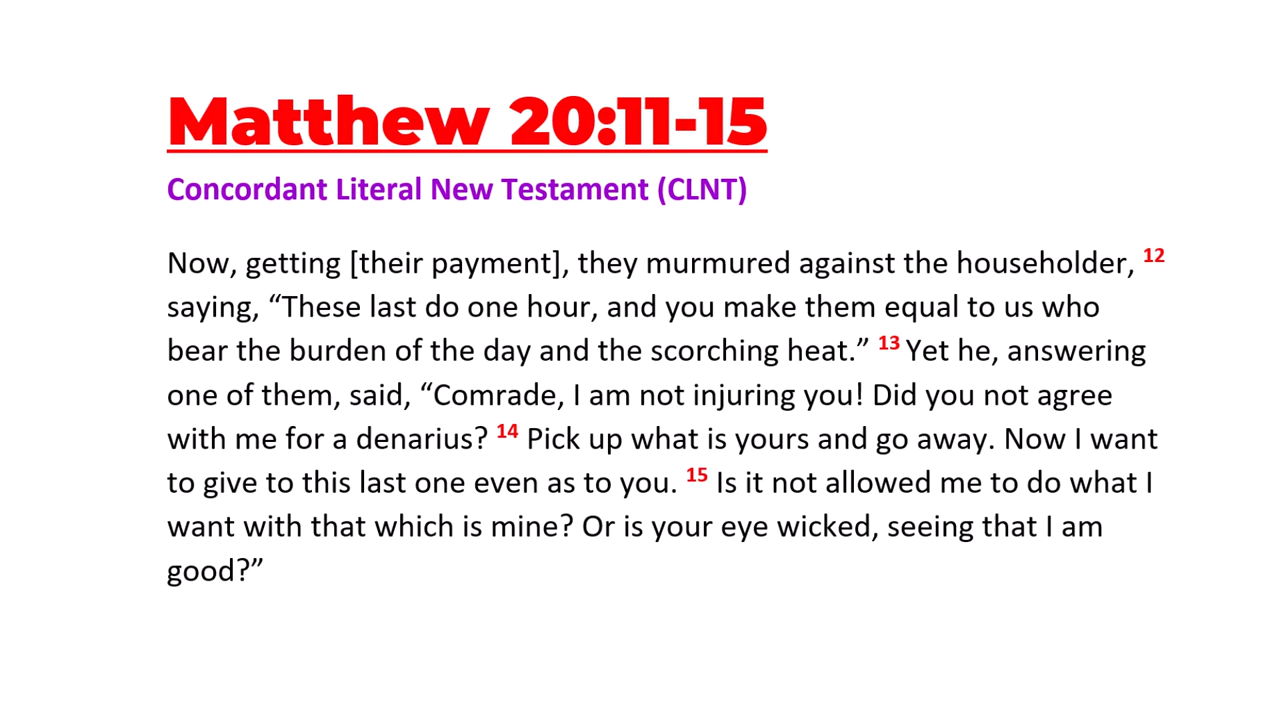 Matthew 20:11-15
Concordant Literal New Testament (CLNT)
Now, getting [their payment], they murmured against the householder, 12
saying, “These last do one hour, and you make them equal to us who
bear the burden of the day and the scorching heat.” 13 Yet he, answering
one of them, said, “Comrade, I am not injuring you! Did you not agree
with me for a denarius? 14 Pick up what is yours and go away. Now I want
to give to this last one even as to you. 15 Is it not allowed me to do what I
want with that which is mine? Or is your eye wicked, seeing that I am
good?”